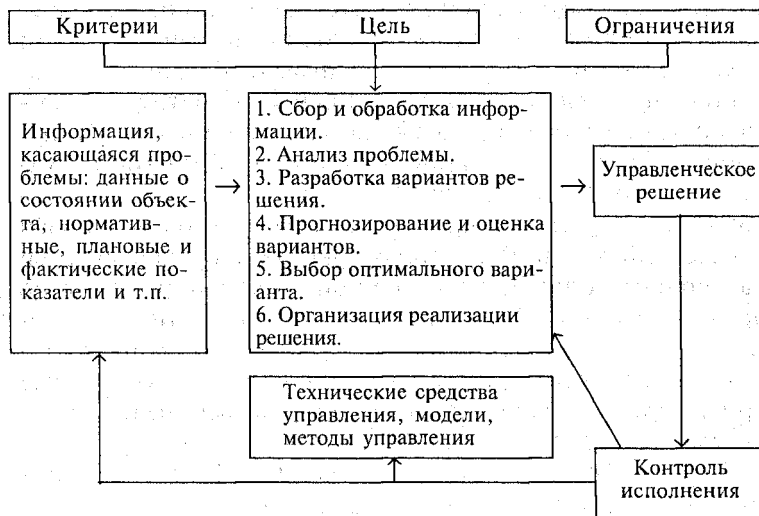 Критерии
Цель
Ограничения
Информация,
касающаяся про-
блемы: данные о
состоянии объек-
та, норматив-
ные, плановые и
фактические по-
казатели и т.п.
1. Сбор и обработка инфор-
мации.
2. Анализ проблемы.
3. Разработка вариантов ре-
шения.
4. Прогнозирование и оценка
вариантов.
5. Выбор оптимального вари-
анта.
6. Организация реализации
решения.
Управленческое
решение
Технические средства
управления, модели,
методы управления
Контроль
исполнения